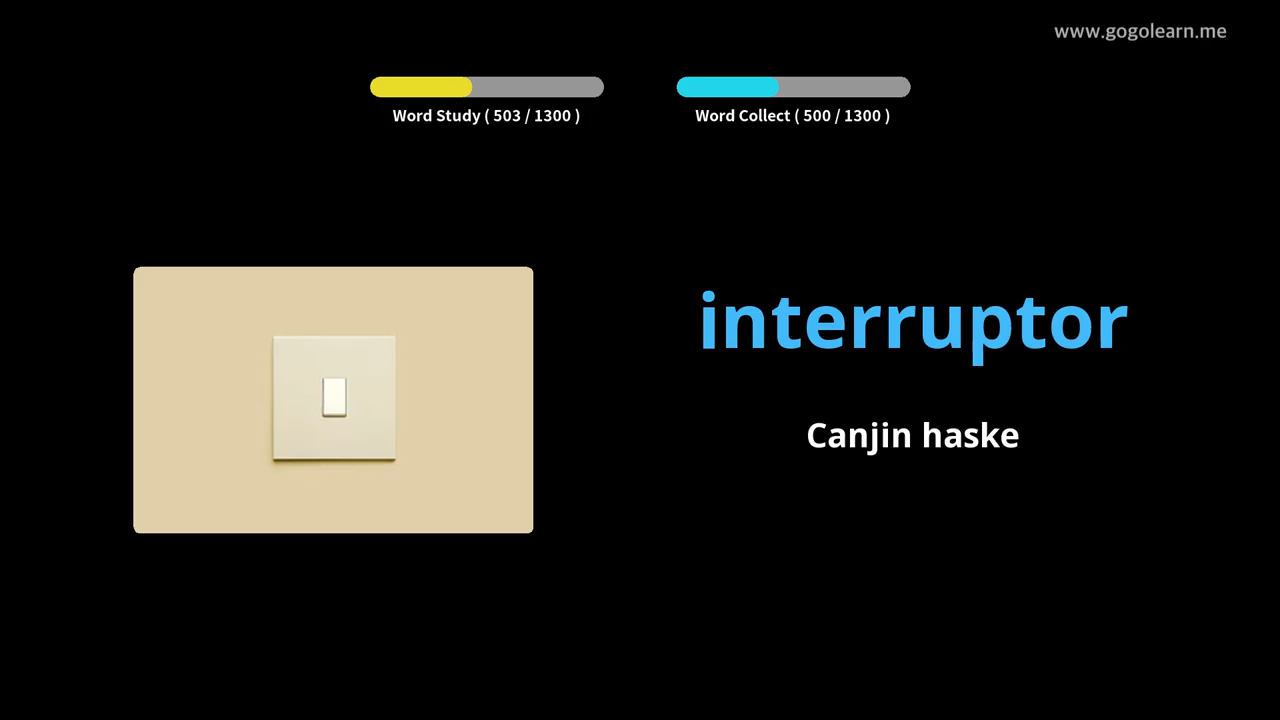 www.gogolearn.me
Word Study ( 503 / 1300 )
Word Collect ( 500 / 1300 )
interruptor
Canjin haske